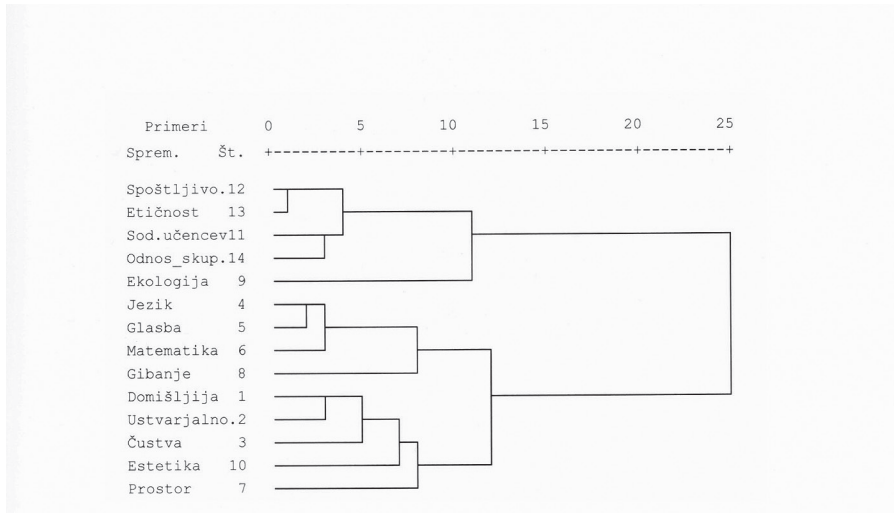 Primeri 0 5 10 15 20 25
Sprem. Št. +---------+---------+---------+---------+---------+
Spoštljivo.12
Etičnost 13
Sod.učencev11
Odnos_skup.14
Ekologija 9
Jezik 4
Glasba 5
Matematika 6
Gibanje 8
Domišljija 1
Ustvarjalno.2
Čustva 3
Estetika 10
Prostor 7